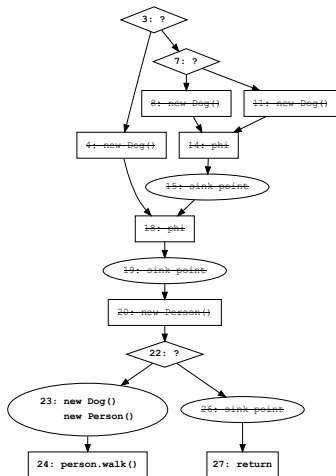 3: ?
7: ?
8: new Dog()
11: new Dog()
4: new Dog()
14: phi
15: sink point
18: phi
19: sink point
20: new Person()
22: ?
23: new Dog()
new Person()
26: sink point
24: person.walk()
27: return